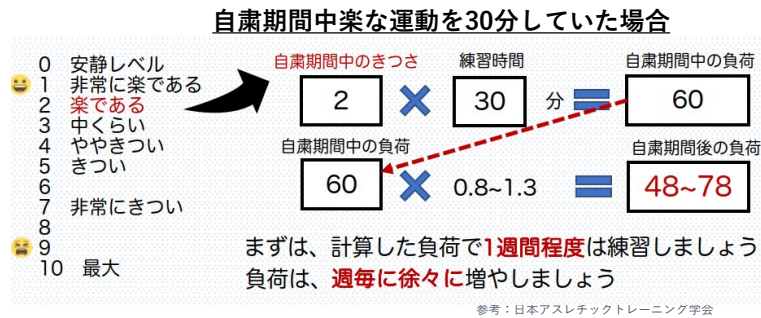 自粛期間中楽な運動を30分していた場合
0 安静レベル
1 非常に楽である
2 楽である
3 中くらい
4 ややきつい
5 きつい
6
7 非常にきつい
8
9
10 最大
自粛期間中のきつさ 練習時間 自粛期間中の負荷
2 × 30 分 = 60
自粛期間中の負荷 自粛期間後の負荷
60 × 0.8~1.3 = 48~78
まずは、計算した負荷で1週間程度は練習しましょう
負荷は、週毎に徐々に増やしましょう
参考：日本アスレチックトレーニング学会